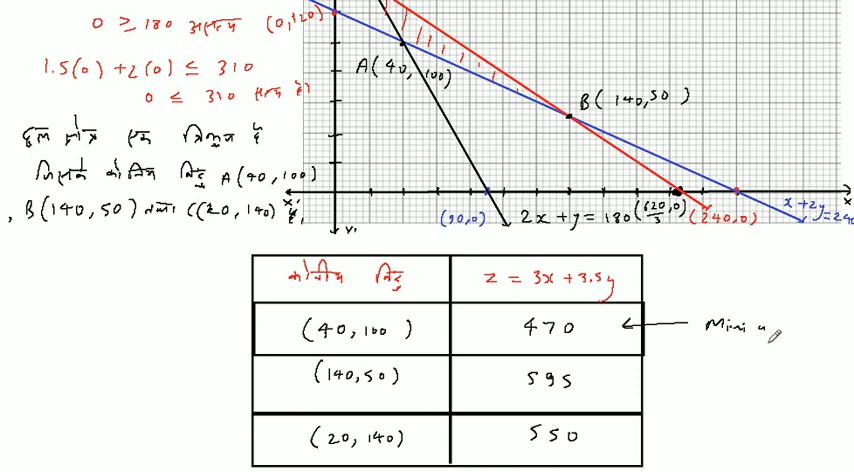 0 ≥ 180 असत्य (0,120)
1.5(0) + 2(0) ≤ 310
0 ≤ 310 सत्य है)
A(40, 100)
B(140,50)
हल क्षेत्र एक त्रिभुज है
जिसके कोनिय बिंदु A(40,100)
, B(140,50) तथा C(20,140) है,
X'
Y'
(90,0)
2x+y=180
(620/3,0)
(240,0)
x+2y=240
X
कोनीय बिंदु
Z = 3x+3.5y
(40,100)
470
← Mini
(140,50)
595
(20,140)
550